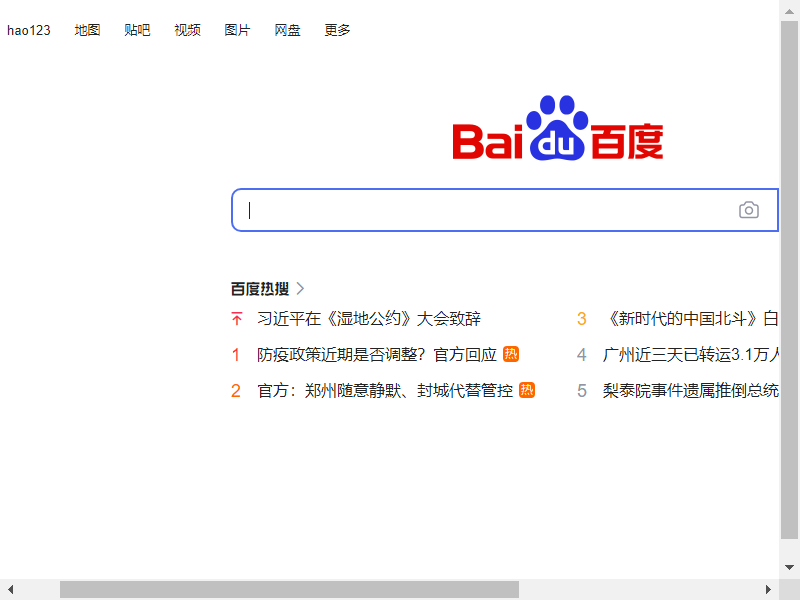 hao123 地图 贴吧 视频 图片 网盘 更多
Bai du 百度
百度热搜
习近平在《湿地公约》大会致辞
1 防疫政策近期是否调整？官方回应 热
2 官方：郑州随意静默、封城代替管控 热
3 《新时代的中国北斗》白
4 广州近三天已转运3.1万人
5 梨泰院事件遗属推倒总统